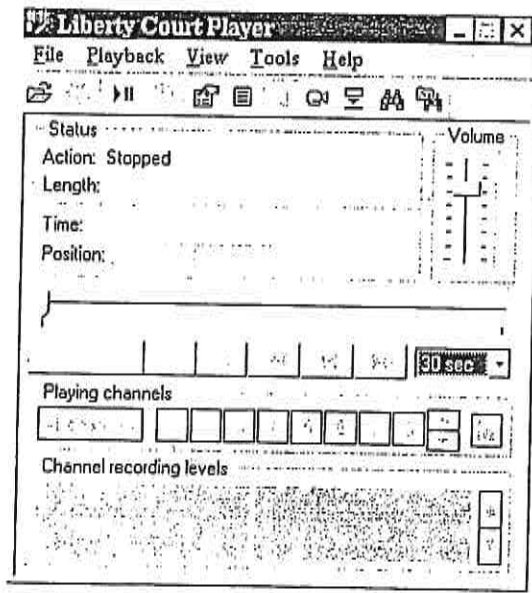 Liberty Court Player
File Playback View Tools Help
Status
Volume
Action: Stopped
Length:
Time:
Position:
30 sec
Playing channels
Channel recording levels